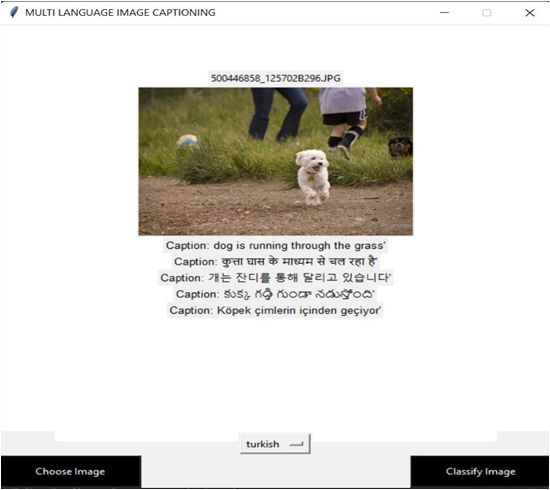 MULTI LANGUAGE IMAGE CAPTIONING
500446858_125702B296.JPG
Caption: dog is running through the grass'
Caption: कुत्ता घास के माध्यम से चल रहा है'
Caption: 개는 잔디를 통해 달리고 있습니다'
Caption: కుక్క గడ్డి గుండా నడుస్తోంది'
Caption: Köpek çimlerin içinden geçiyor'
turkish
Choose Image
Classify Image